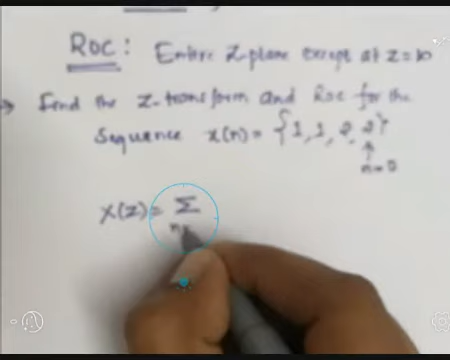 ROC: Entire Z plane except at z = ∞
Find the Z-transform and ROC for the
Sequence x(n) = {1, 1, 2, 2}
↑
n=0
X(z) = Σ
n